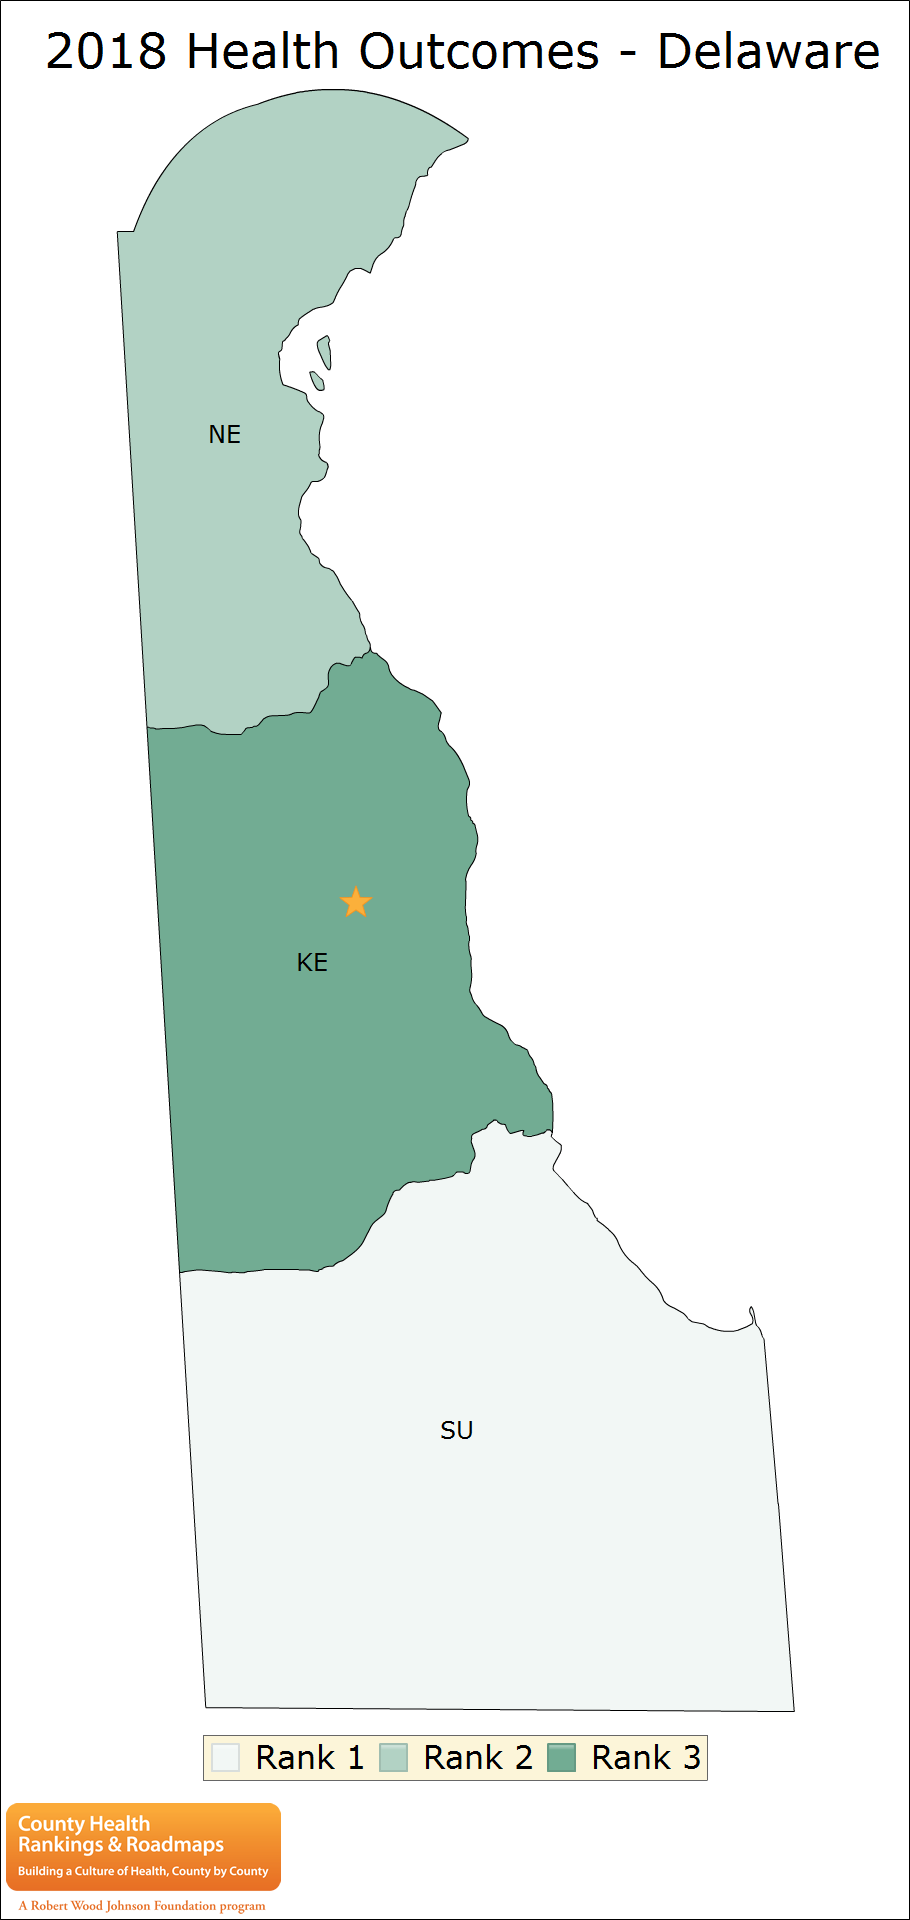 2018 Health Outcomes - Delaware
NE
KE
SU
Rank 1 Rank 2 Rank 3
County Health
Rankings & Roadmaps
Building a Culture of Health, County by County
A Robert Wood Johnson Foundation program